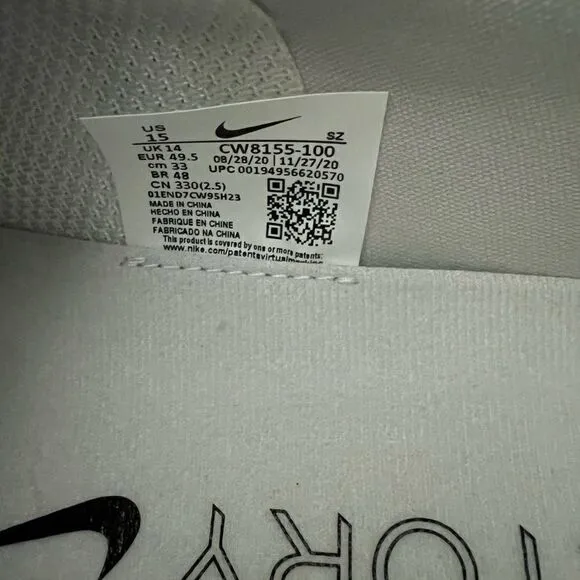 US
15
SZ
UK 14
EUR 49.5
cm 33
BR 48
CN 330(2.5)
01END7CW95H23
MADE IN CHINA
HECHO EN CHINA
FABRIQUE EN CHINE
FABRICADO NA CHINA
CW8155-100
08/28/20 | 11/27/20
UPC 00194956620570
This product is covered by one or more patents:
www.nike.com/patents
TORY